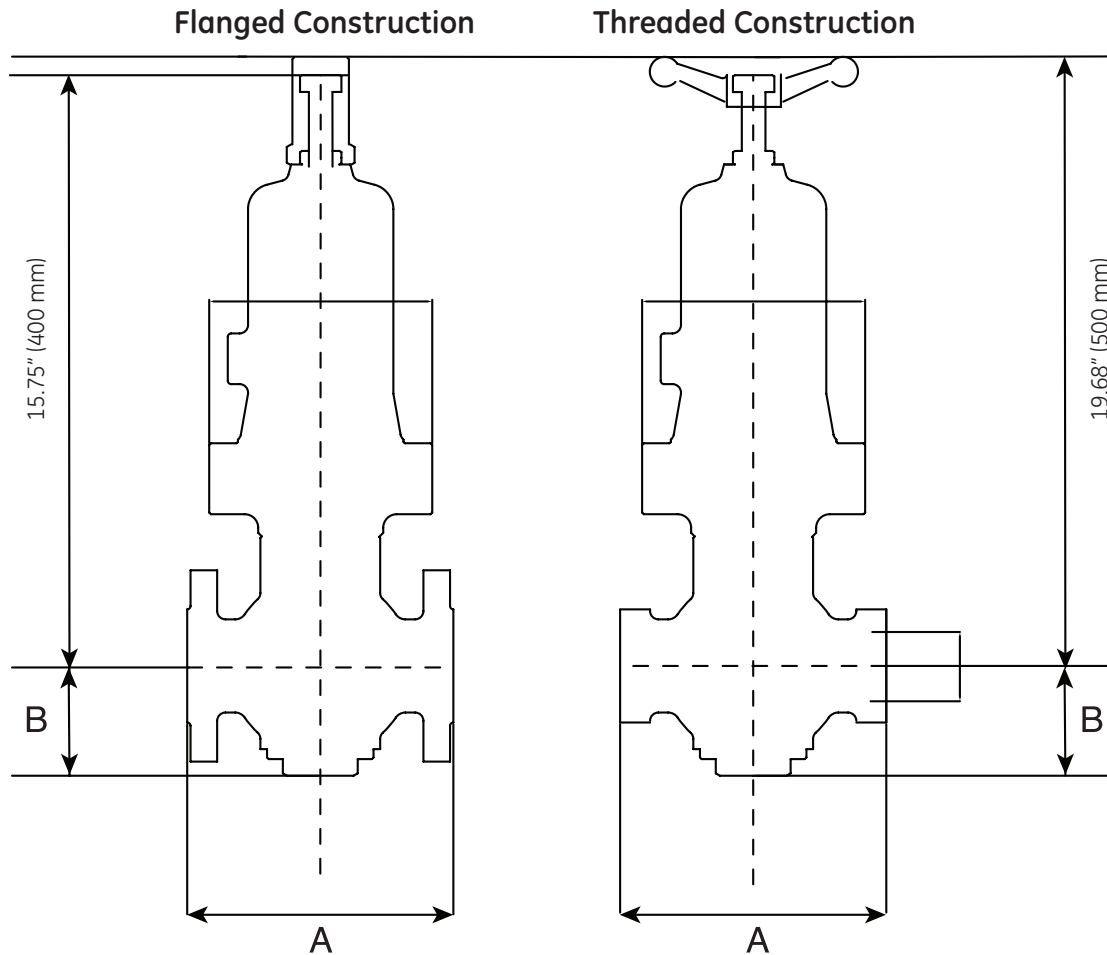 Flanged Construction
Threaded Construction
15.75" (400 mm)
19.68" (500 mm)
B
B
A
A